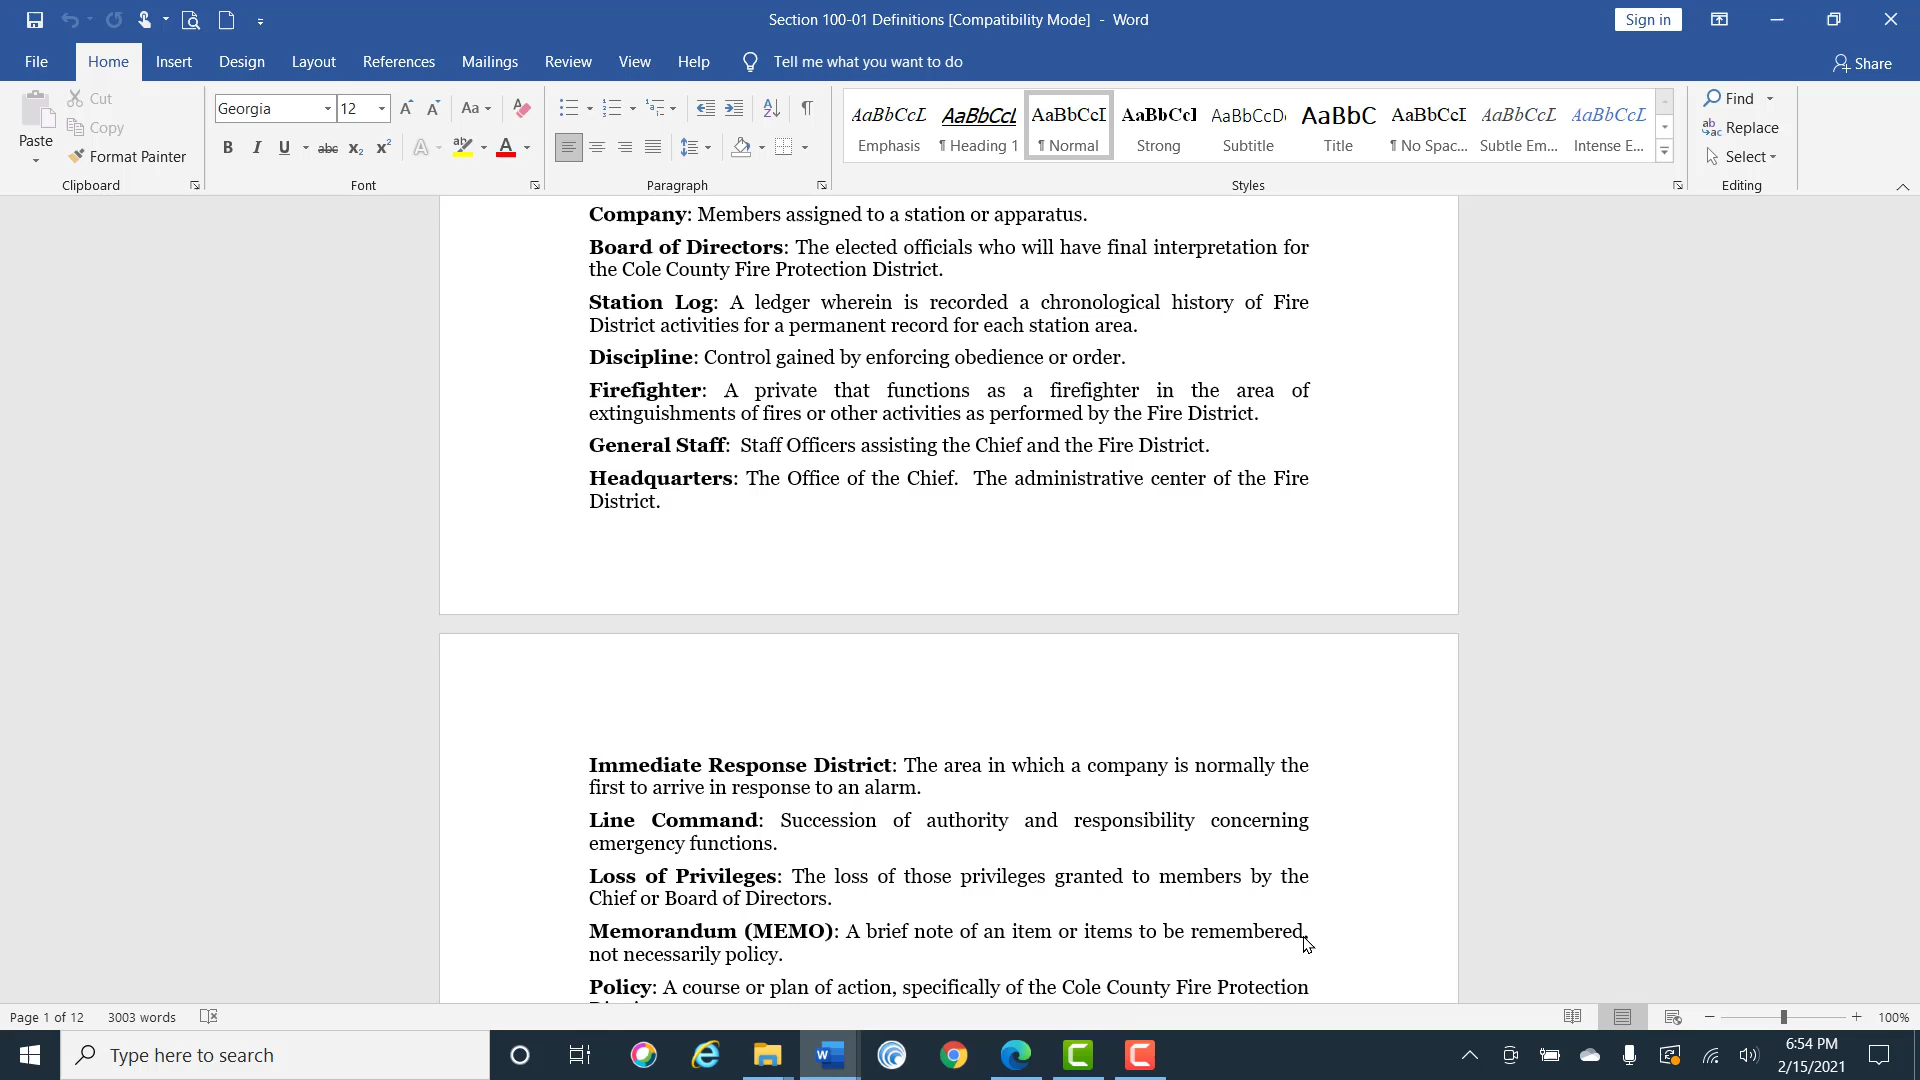 Section 100-01 Definitions [Compatibility Mode] - Word
Sign in
File Home Insert Design Layout References Mailings Review View Help Tell me what you want to do
Share
Paste
Cut
Copy
Format Painter
Clipboard
Georgia 12
Font
Paragraph
AaBbCcL AaBbCcL AaBbCcI AaBbCcI AaBbCcD AaBbC AaBbCcI AaBbCcL AaBbCcL
Emphasis ¶ Heading 1 ¶ Normal Strong Subtitle Title ¶ No Spac... Subtle Em... Intense E...
Styles
Find
Replace
Select
Editing
Company: Members assigned to a station or apparatus.
Board of Directors: The elected officials who will have final interpretation for
the Cole County Fire Protection District.
Station Log: A ledger wherein is recorded a chronological history of Fire
District activities for a permanent record for each station area.
Discipline: Control gained by enforcing obedience or order.
Firefighter: A private that functions as a firefighter in the area of
extinguishments of fires or other activities as performed by the Fire District.
General Staff: Staff Officers assisting the Chief and the Fire District.
Headquarters: The Office of the Chief. The administrative center of the Fire
District.
Immediate Response District: The area in which a company is normally the
first to arrive in response to an alarm.
Line Command: Succession of authority and responsibility concerning
emergency functions.
Loss of Privileges: The loss of those privileges granted to members by the
Chief or Board of Directors.
Memorandum (MEMO): A brief note of an item or items to be remembered,
not necessarily policy.
Policy: A course or plan of action, specifically of the Cole County Fire Protection
Page 1 of 12 3003 words
100%
Type here to search
6:54 PM
2/15/2021